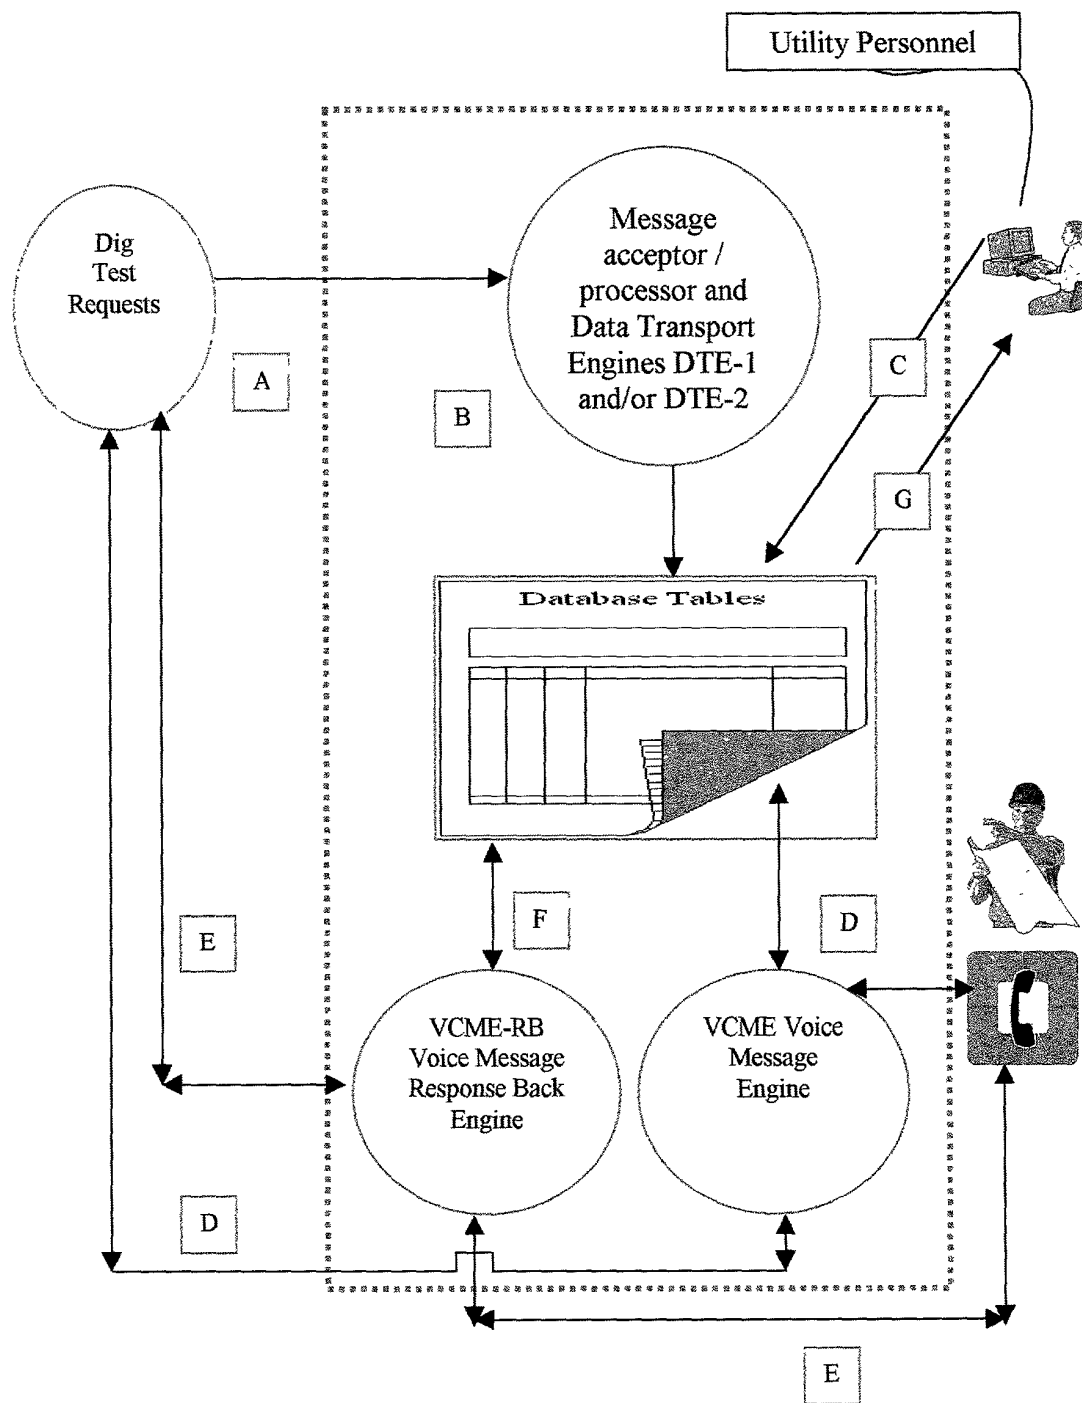 Utility Personnel
Dig
Test
Requests
Message
acceptor /
processor and
Data Transport
Engines DTE-1
and/or DTE-2
A
B
C
G
Database Tables
E
F
D
VCME-RB
Voice Message
Response Back
Engine
VCME Voice
Message
Engine
D
E